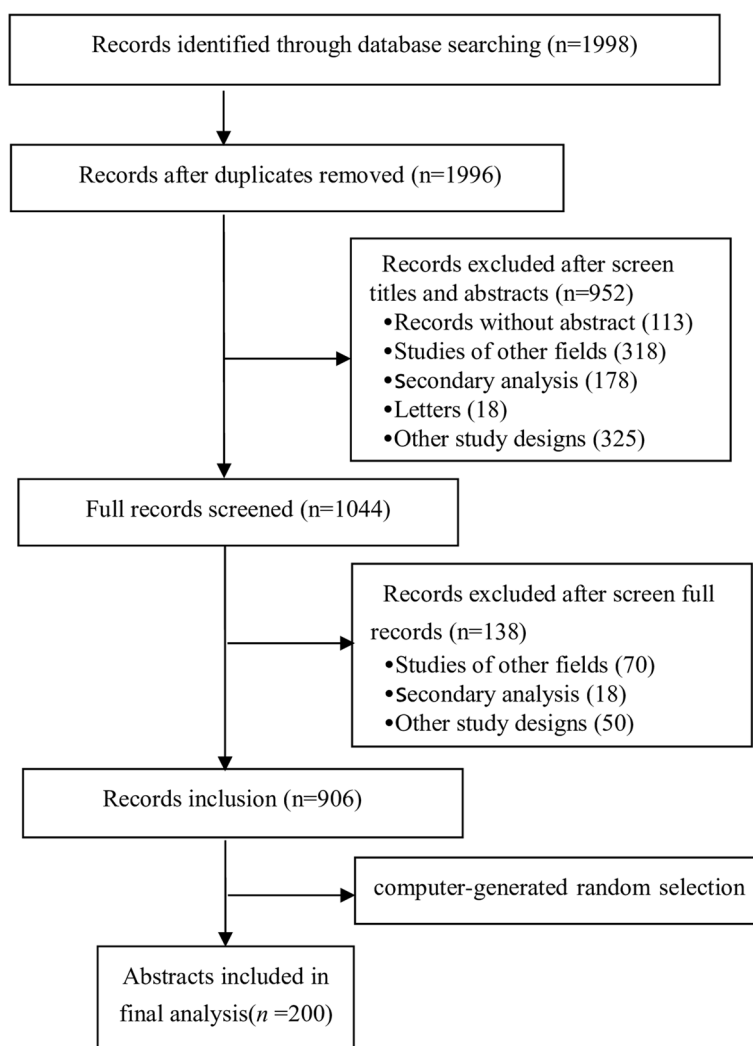 Records identified through database searching (n=1998)
Records after duplicates removed (n=1996)
Records excluded after screen
titles and abstracts (n=952)
•Records without abstract (113)
•Studies of other fields (318)
•secondary analysis (178)
•Letters (18)
•Other study designs (325)
Full records screened (n=1044)
Records excluded after screen full
records (n=138)
•Studies of other fields (70)
•secondary analysis (18)
•Other study designs (50)
Records inclusion (n=906)
computer-generated random selection
Abstracts included in
final analysis(n =200)